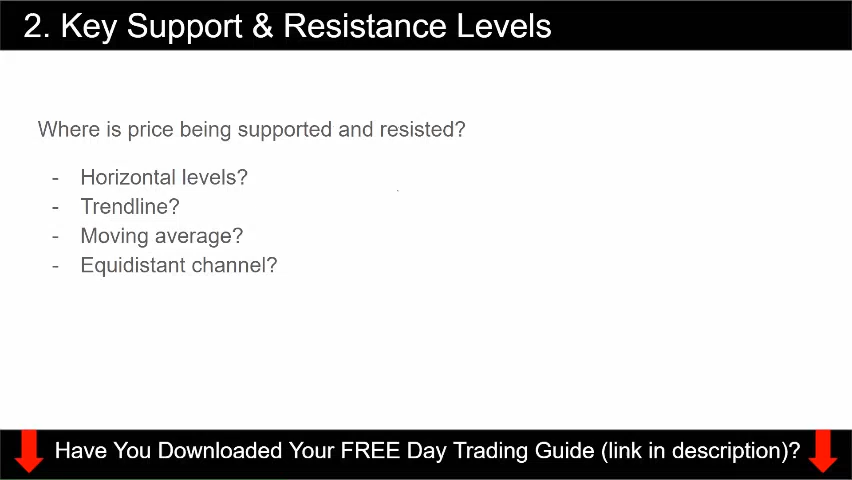 2. Key Support & Resistance Levels
Where is price being supported and resisted?
- Horizontal levels?
- Trendline?
- Moving average?
- Equidistant channel?
Have You Downloaded Your FREE Day Trading Guide (link in description)?